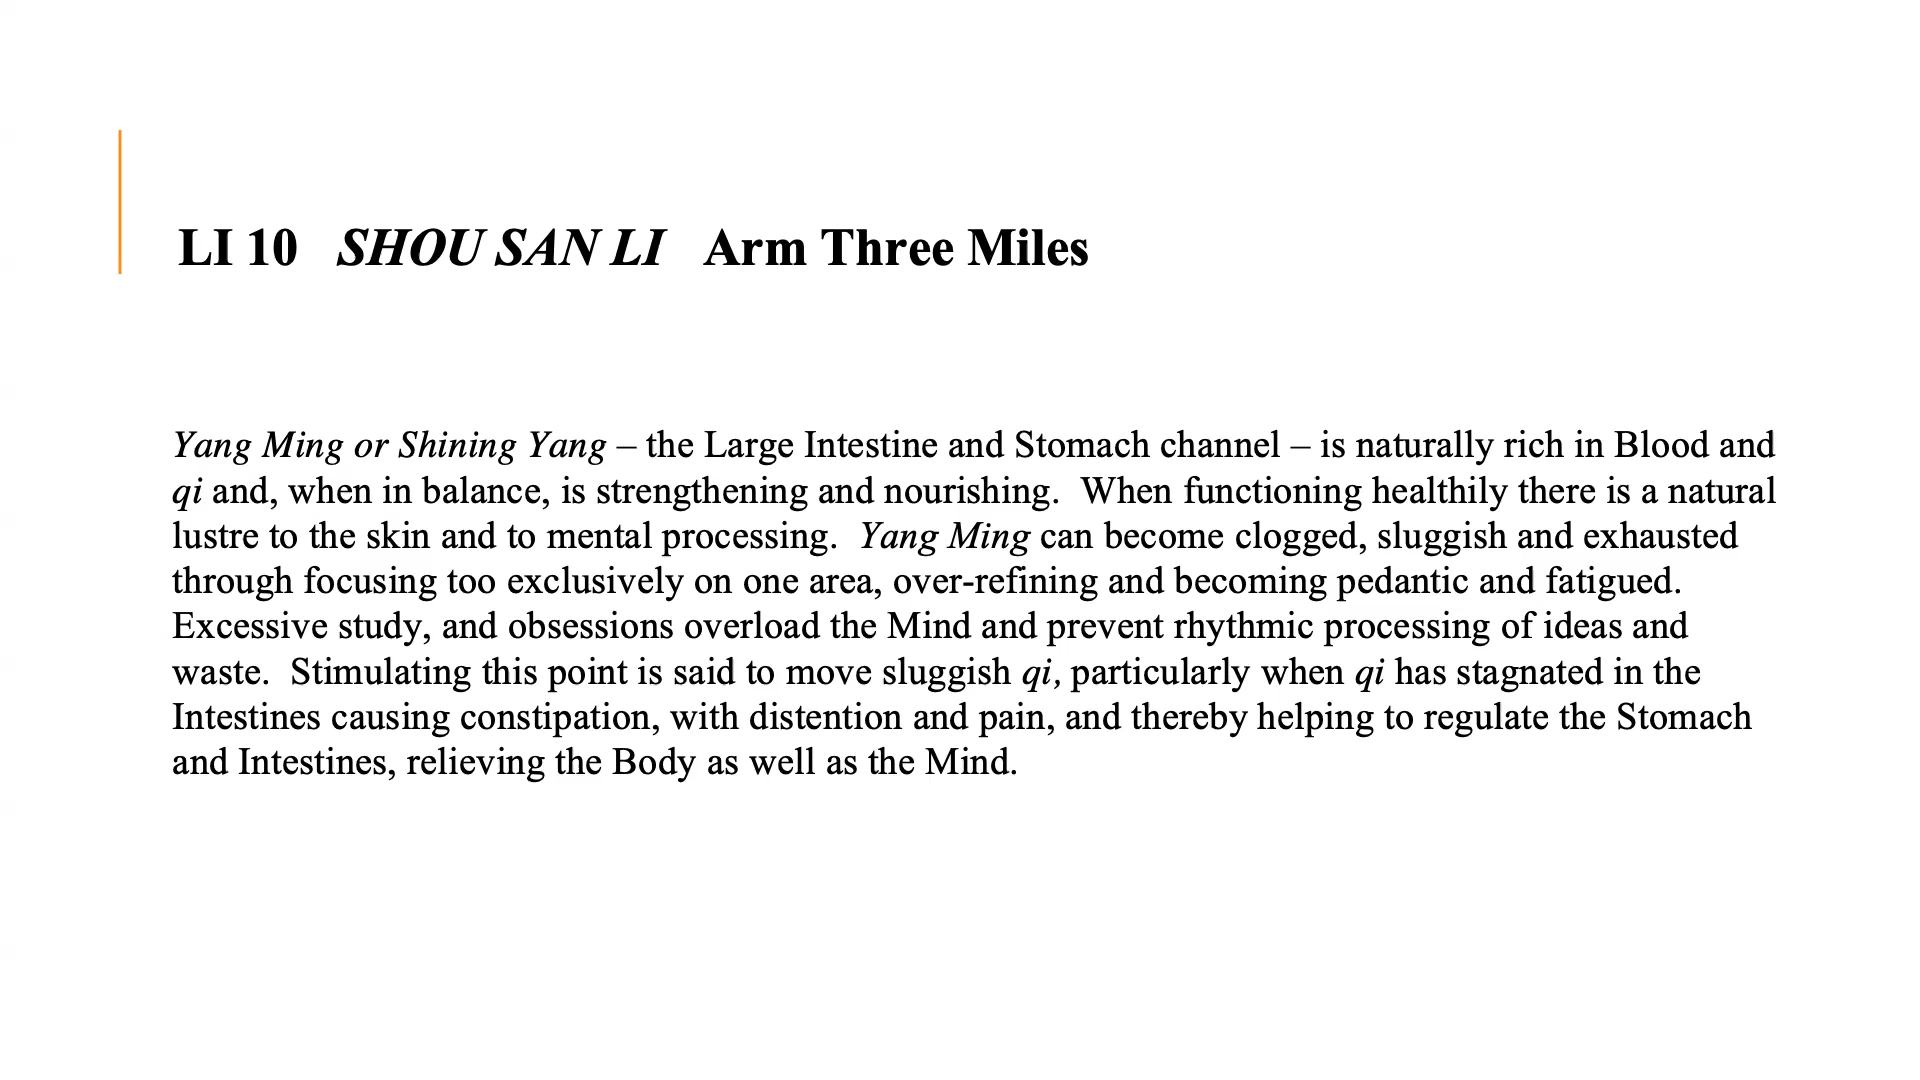 LI 10 SHOU SAN LI Arm Three Miles
Yang Ming or Shining Yang – the Large Intestine and Stomach channel – is naturally rich in Blood and
qi and, when in balance, is strengthening and nourishing. When functioning healthily there is a natural
lustre to the skin and to mental processing. Yang Ming can become clogged, sluggish and exhausted
through focusing too exclusively on one area, over-refining and becoming pedantic and fatigued.
Excessive study, and obsessions overload the Mind and prevent rhythmic processing of ideas and
waste. Stimulating this point is said to move sluggish qi, particularly when qi has stagnated in the
Intestines causing constipation, with distention and pain, and thereby helping to regulate the Stomach
and Intestines, relieving the Body as well as the Mind.